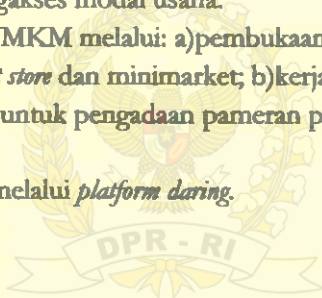 gakses modal usaha.
MKM melalui: a)pembukaan
store dan minimarket; b)kerja
untuk pengadaan pameran p
melalui platform daring.
DPR - RI